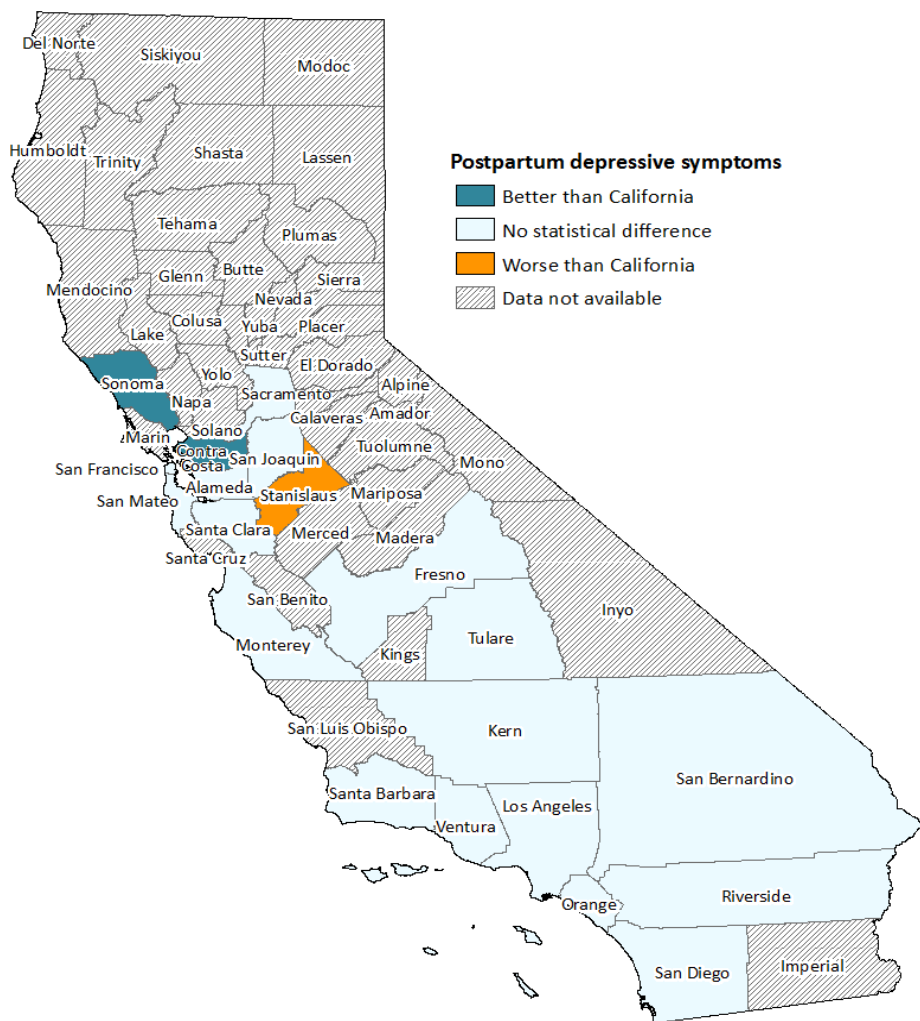 Del Norte
Siskiyou
Modoc
Humboldt
Trinity
Shasta
Lassen
Postpartum depressive symptoms
Better than California
No statistical difference
Worse than California
Data not available
Tehama
Plumas
Mendocino
Glenn
Butte
Sierra
Nevada
Colusa
Yuba
Placer
Lake
Sutter
El Dorado
Yolo
Sonoma
Napa
Sacramento
Alpine
Amador
Calaveras
Solano
Marin
Tuolumne
Contra
Costa
San Joaquin
Mono
San Francisco
Alameda
Stanislaus
Mariposa
San Mateo
Santa Clara
Merced
Madera
Santa Cruz
Fresno
San Benito
Inyo
Monterey
Kings
Tulare
San Luis Obispo
Kern
San Bernardino
Santa Barbara
Los Angeles
Ventura
Orange
Riverside
San Diego
Imperial